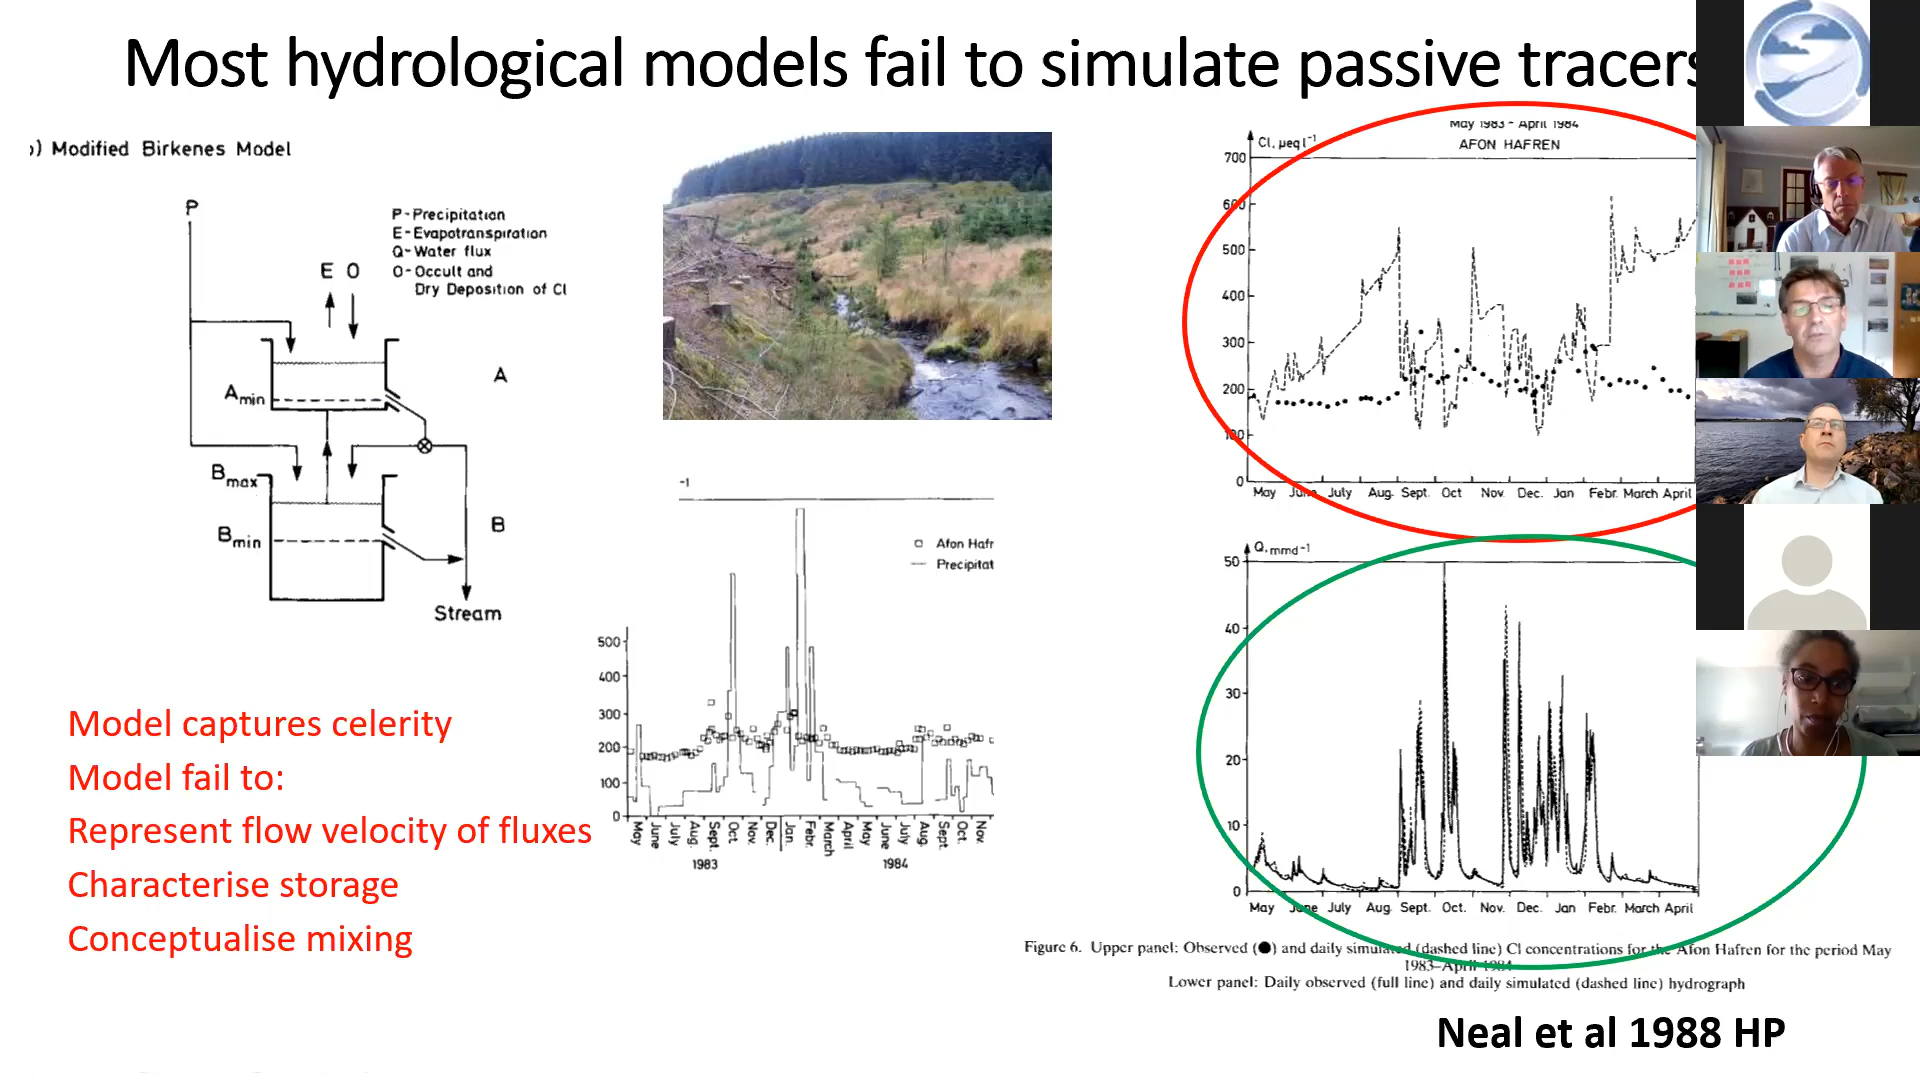 Most hydrological models fail to simulate passive tracers
) Modified Birkenes Model
P
P-Precipitation
E-Evapotranspiration
Q-Water flux
O-Occult and
Dry Deposition of Cl
E O
A
Amin
Bmax
B
Bmin
Stream
Model captures celerity
Model fail to:
Represent flow velocity of fluxes
Characterise storage
Conceptualise mixing
-1
Afon Hafr
Precipitat
500
400
300
200
100
0
May June July Aug. Sept. Oct Nov. Dec. Jan. Febr. March April May June July Aug. Sept. Oct. Nov.
1983 1984
May 1983 - April 1984
Cl, µeq l-1
AFON HAFREN
700
600
500
400
300
200
100
0
May June July Aug. Sept. Oct Nov. Dec. Jan Febr. March April
Q, mmd-1
50
40
30
20
10
0
May June July Aug. Sept. Oct. Nov. Dec. Jan Febr. March April
Figure 6. Upper panel: Observed (●) and daily simulated (dashed line) Cl concentrations for the Afon Hafren for the period May
1983–April 1984
Lower panel: Daily observed (full line) and daily simulated (dashed line) hydrograph
Neal et al 1988 HP